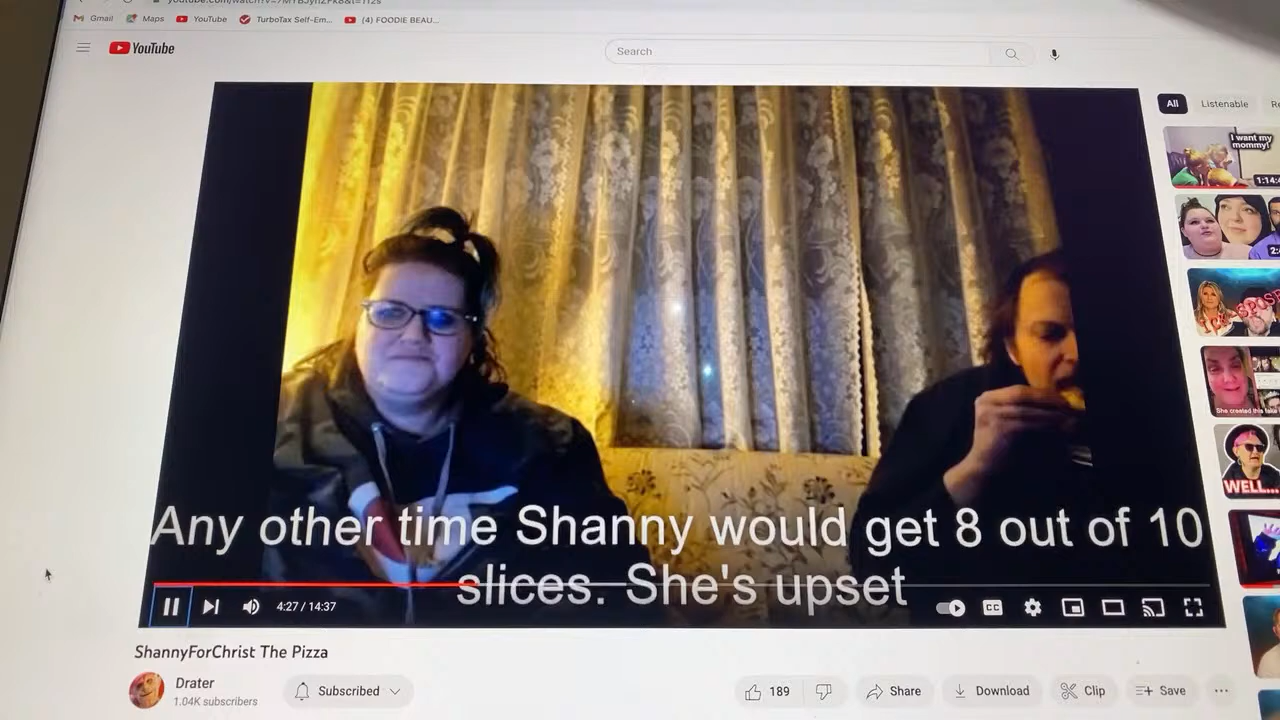 Gmail
Maps
YouTube
TurboTax Self-Em...
(4) FOODIE BEAU...
YouTube
Search
All
Listenable
I want my
mommy!
Any other time Shanny would get 8 out of 10
slices. She's upset
4:27 / 14:37
CC
WELL...
ShannyForChrist The Pizza
Drater
1.04K subscribers
Subscribed
189
Share
Download
Clip
Save